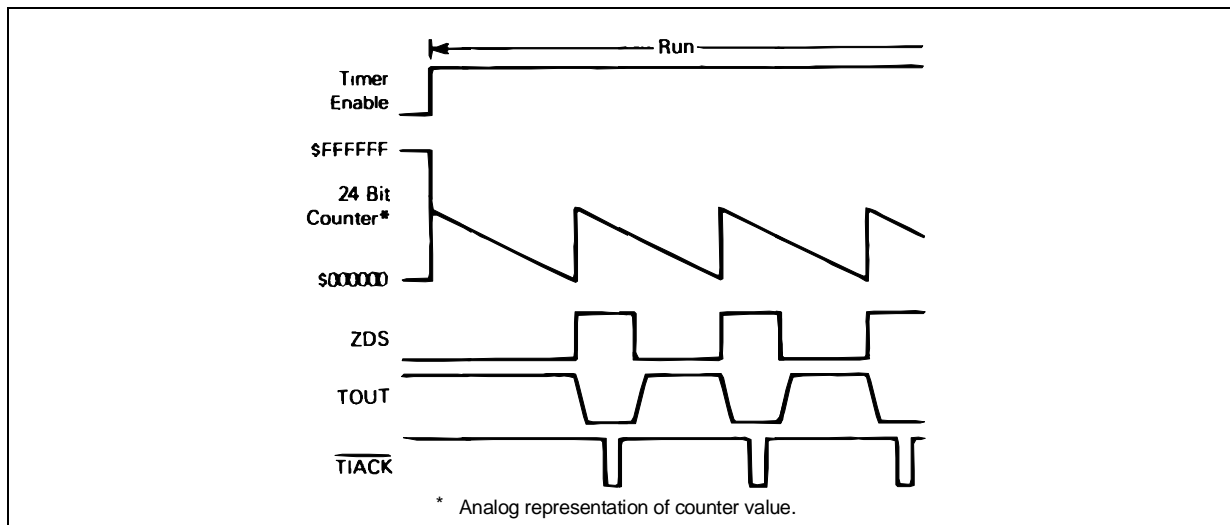 Run
Timer
Enable
$FFFFFF
24 Bit
Counter*
$000000
ZDS
TOUT
TIACK
* Analog representation of counter value.